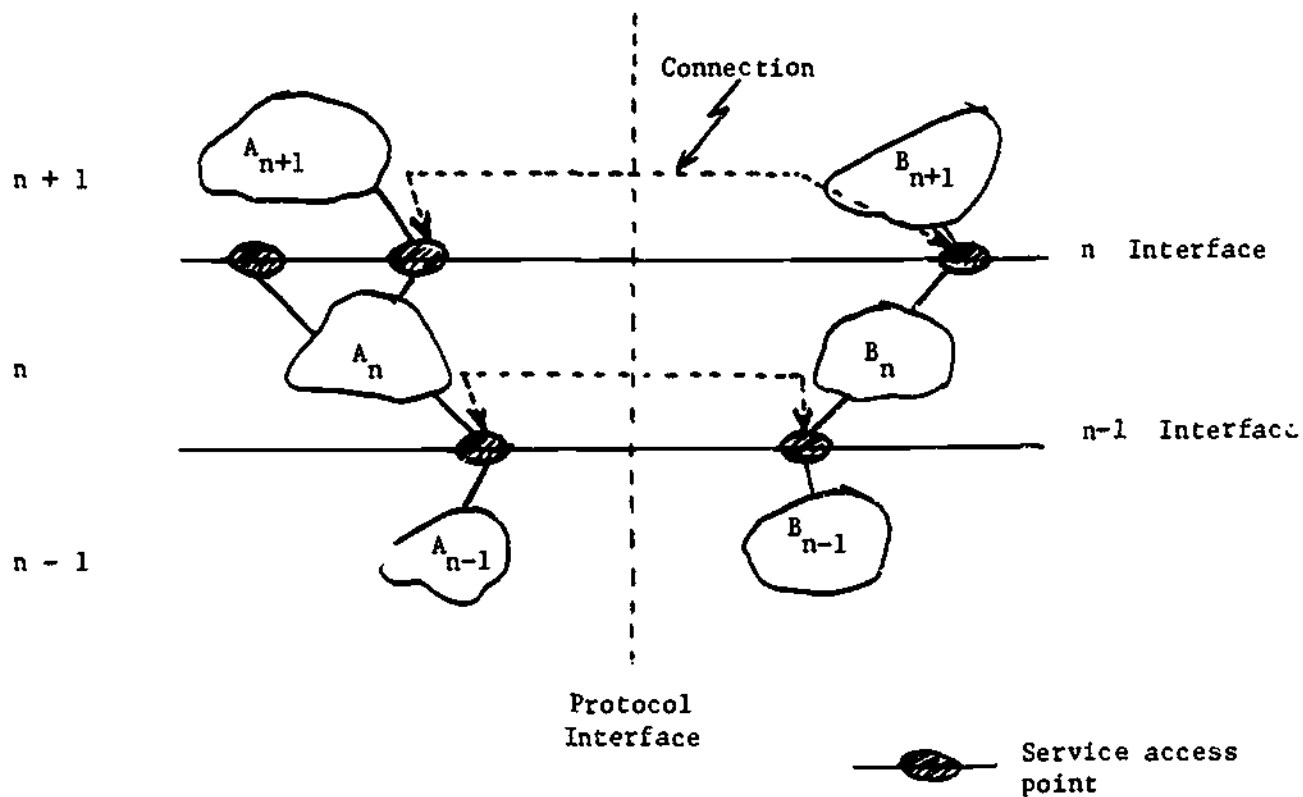 Connection
A n+1
B n+1
n + 1
n Interface
A n
B n
n
n-1 Interface
A n-1
B n-1
n - 1
Protocol
Interface
Service access
point